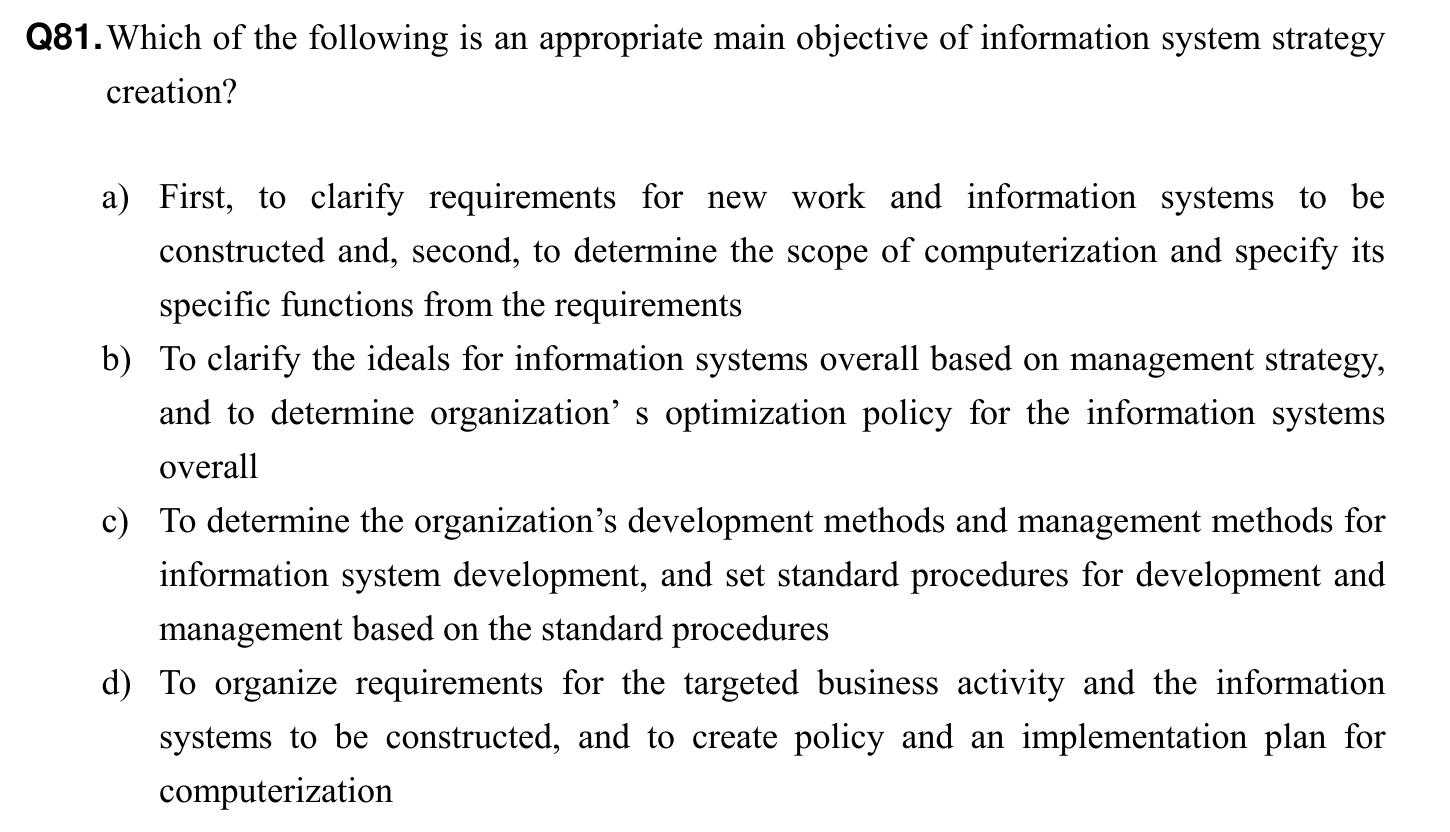 Q81. Which of the following is an appropriate main objective of information system strategy
creation?
a) First, to clarify requirements for new work and information systems to be
constructed and, second, to determine the scope of computerization and specify its
specific functions from the requirements
b) To clarify the ideals for information systems overall based on management strategy,
and to determine organization’ s optimization policy for the information systems
overall
c) To determine the organization’s development methods and management methods for
information system development, and set standard procedures for development and
management based on the standard procedures
d) To organize requirements for the targeted business activity and the information
systems to be constructed, and to create policy and an implementation plan for
computerization